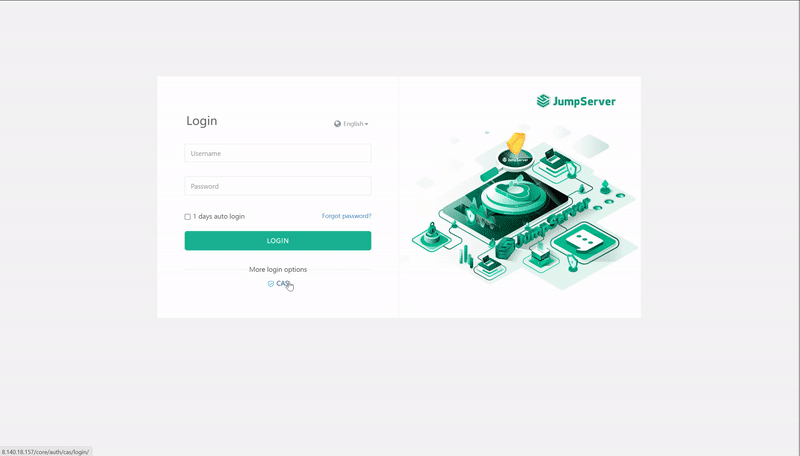 JumpServer
Login
English
Username
Password
1 days auto login
Forgot password?
LOGIN
More login options
CAS
JumpServer
JumpServer
8.140.18.157/core/auth/cas/login/